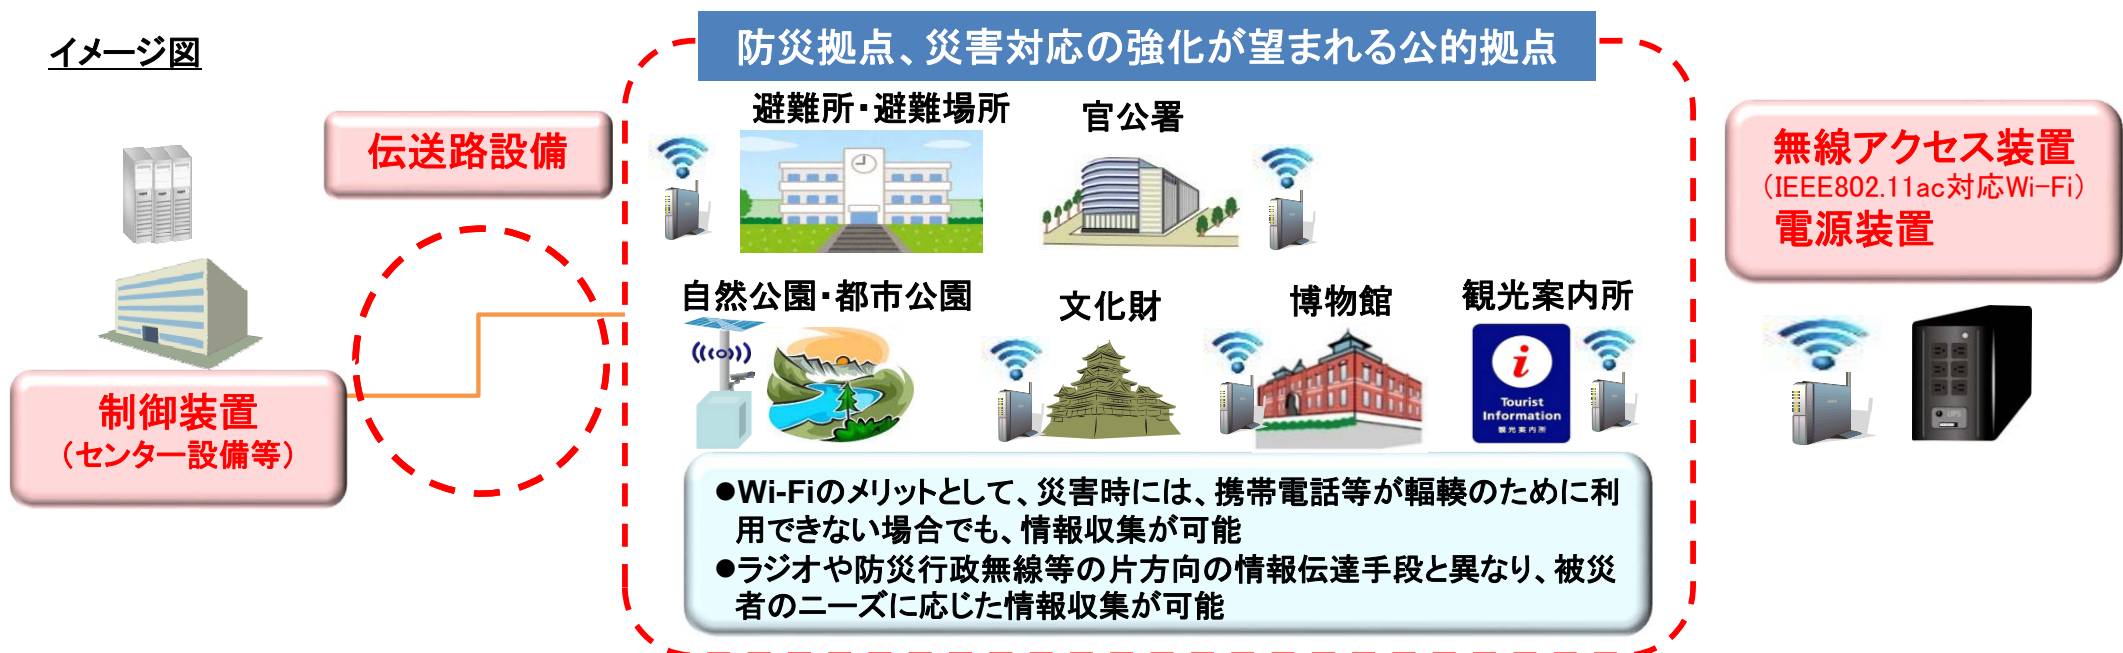 イメージ図
防災拠点、災害対応の強化が望まれる公的拠点
伝送路設備
避難所・避難場所
官公署
無線アクセス装置
（IEEE802.11ac対応Wi-Fi）
電源装置
自然公園・都市公園
文化財
博物館
観光案内所
i
Tourist
Information
観光案内所
制御装置
（センター設備等）
UPS
●Wi-Fiのメリットとして、災害時には、携帯電話等が輻輳のために利
用できない場合でも、情報収集が可能
●ラジオや防災行政無線等の片方向の情報伝達手段と異なり、被災
者のニーズに応じた情報収集が可能